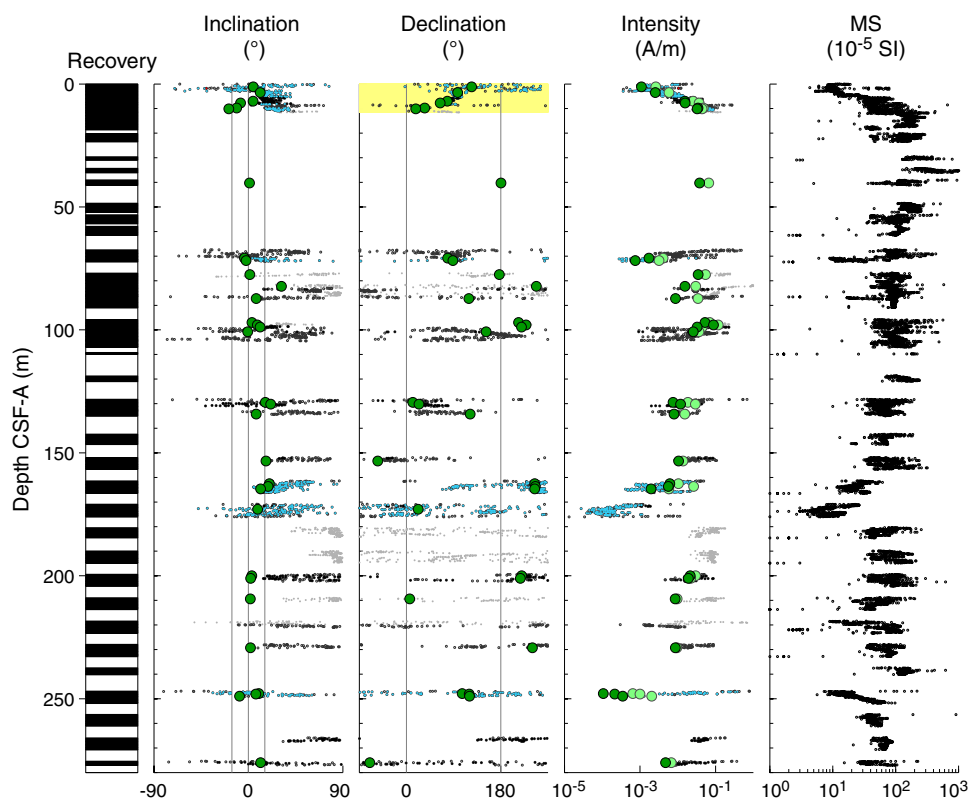 Recovery
Inclination
(°)
Declination
(°)
Intensity
(A/m)
MS
(10-5 SI)
Depth CSF-A (m)
0
50
100
150
200
250
-90
0
90
0
180
10-5
10-3
10-1
100
101
102
103